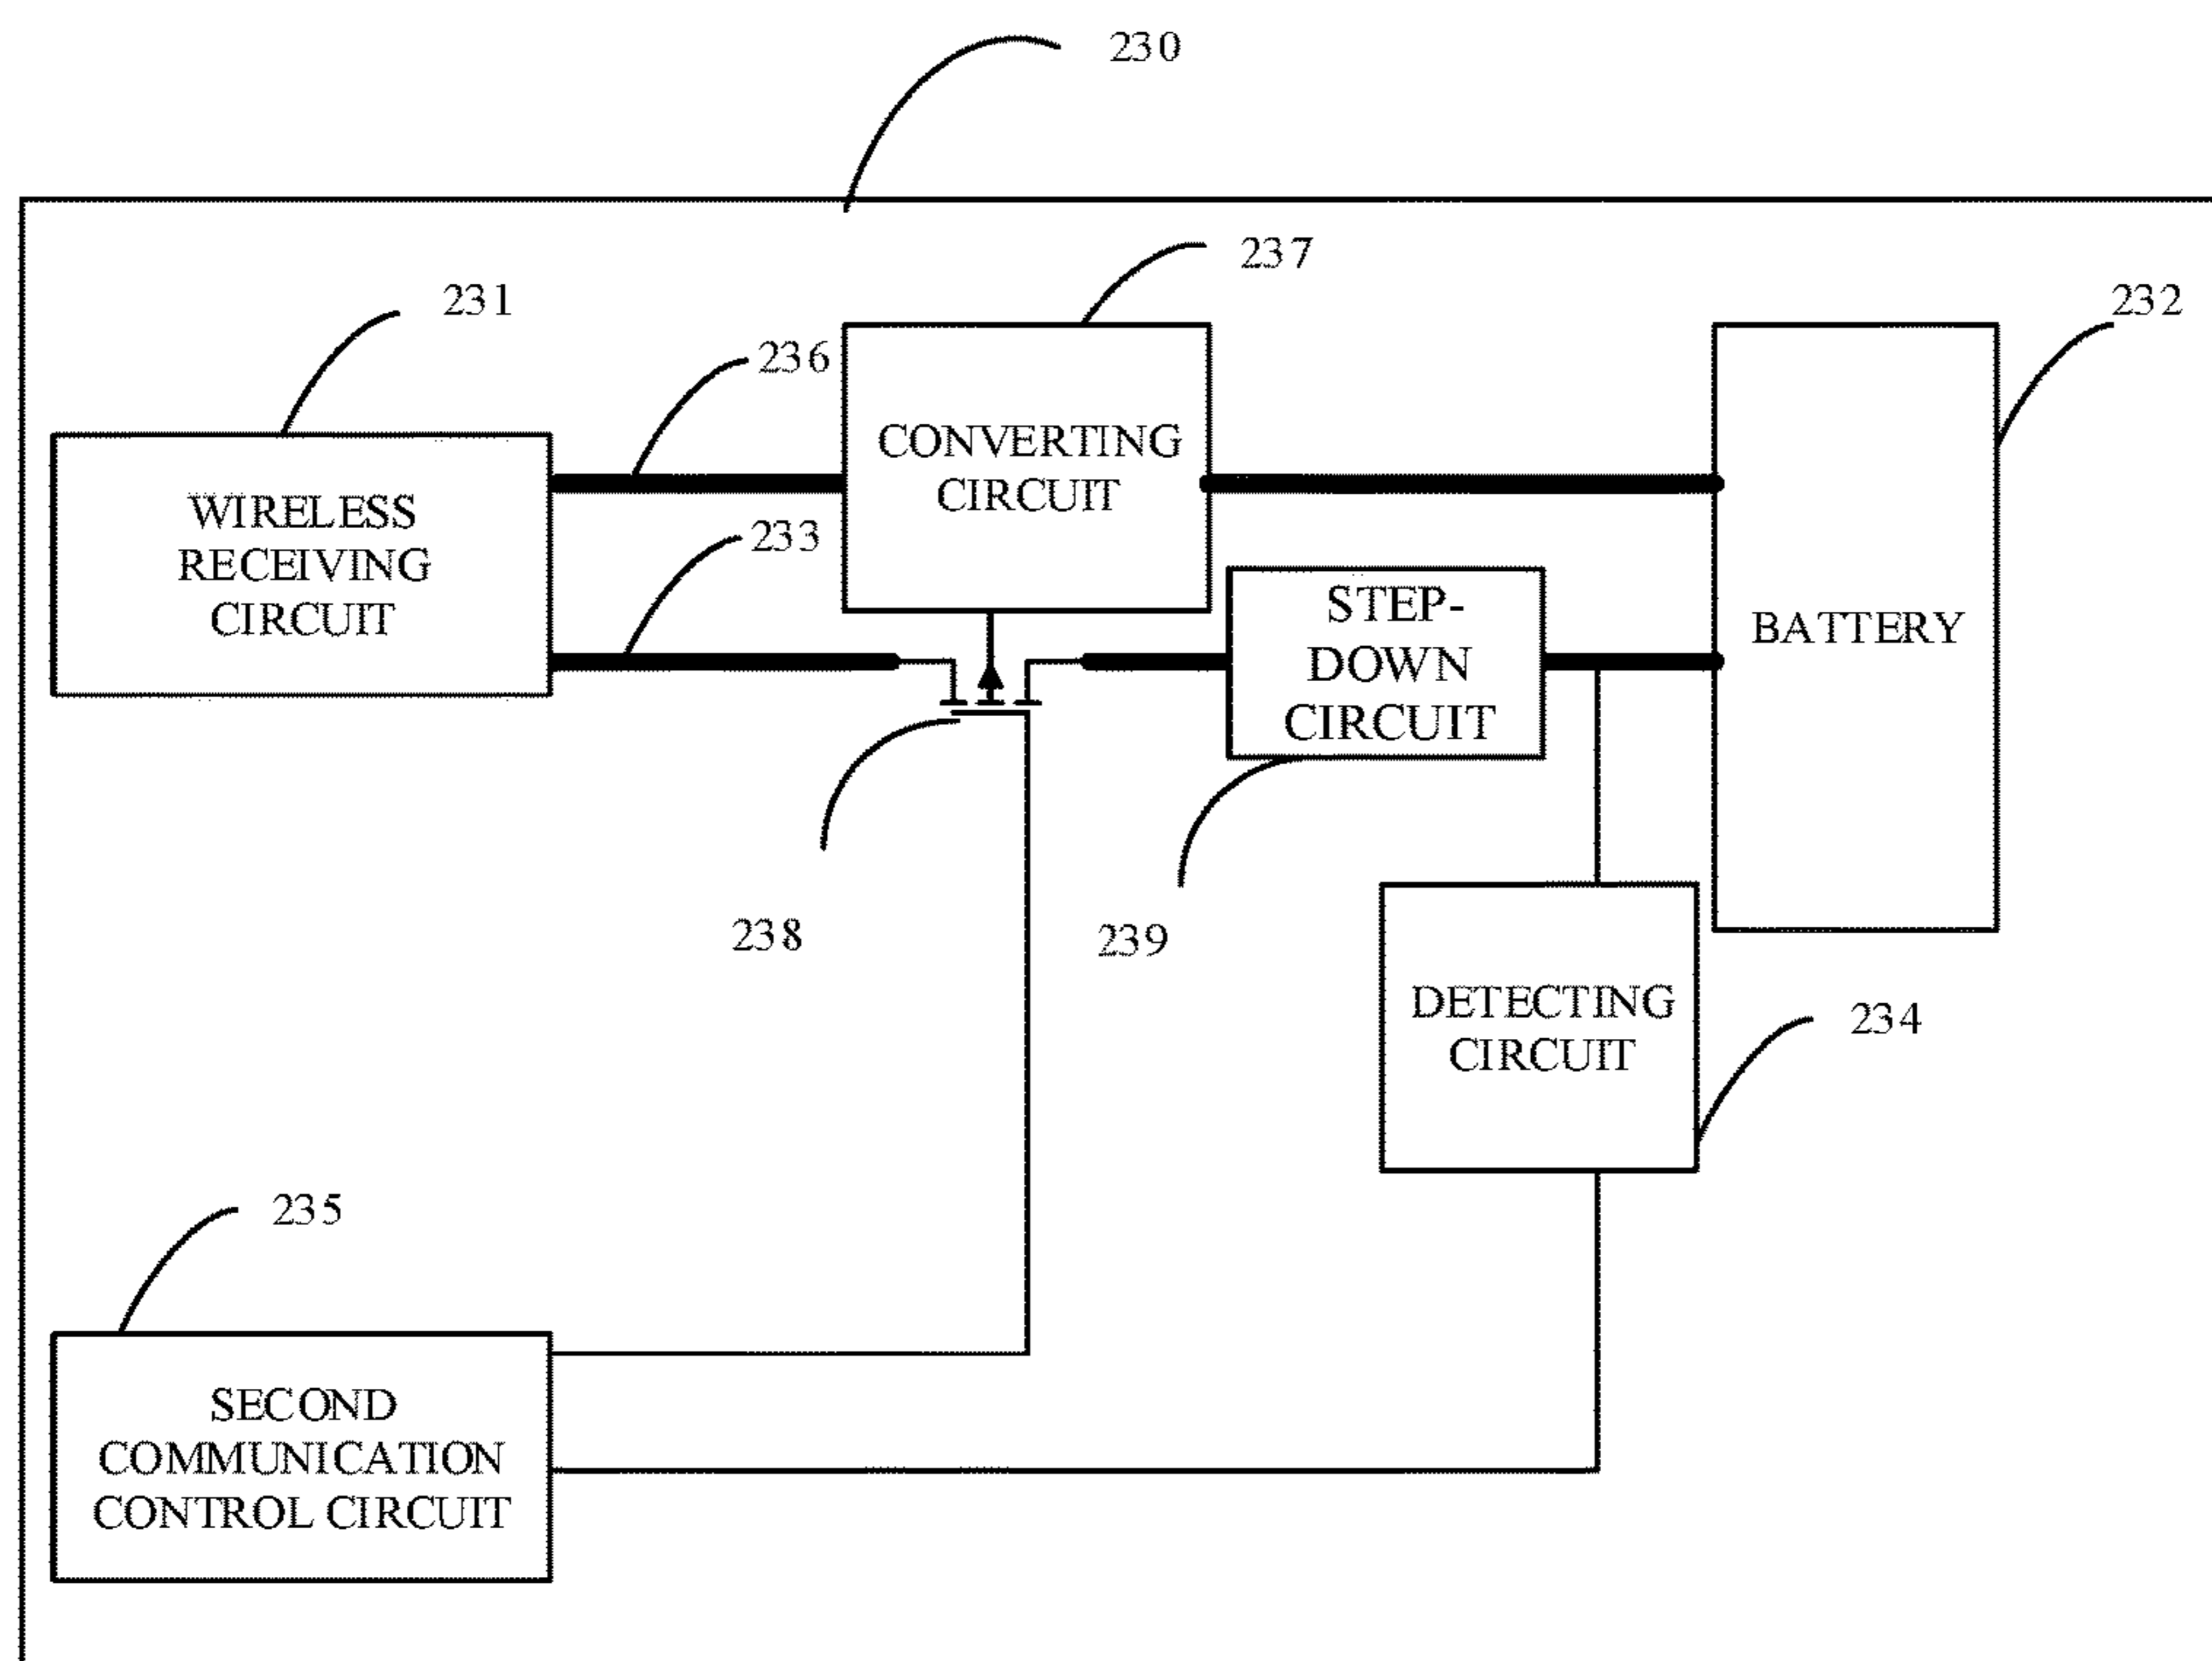 230
237
231
232
236
CONVERTING
CIRCUIT
WIRELESS
RECEIVING
CIRCUIT
233
STEP-
DOWN
CIRCUIT
BATTERY
238
239
DETECTING
CIRCUIT
234
235
SECOND
COMMUNICATION
CONTROL CIRCUIT